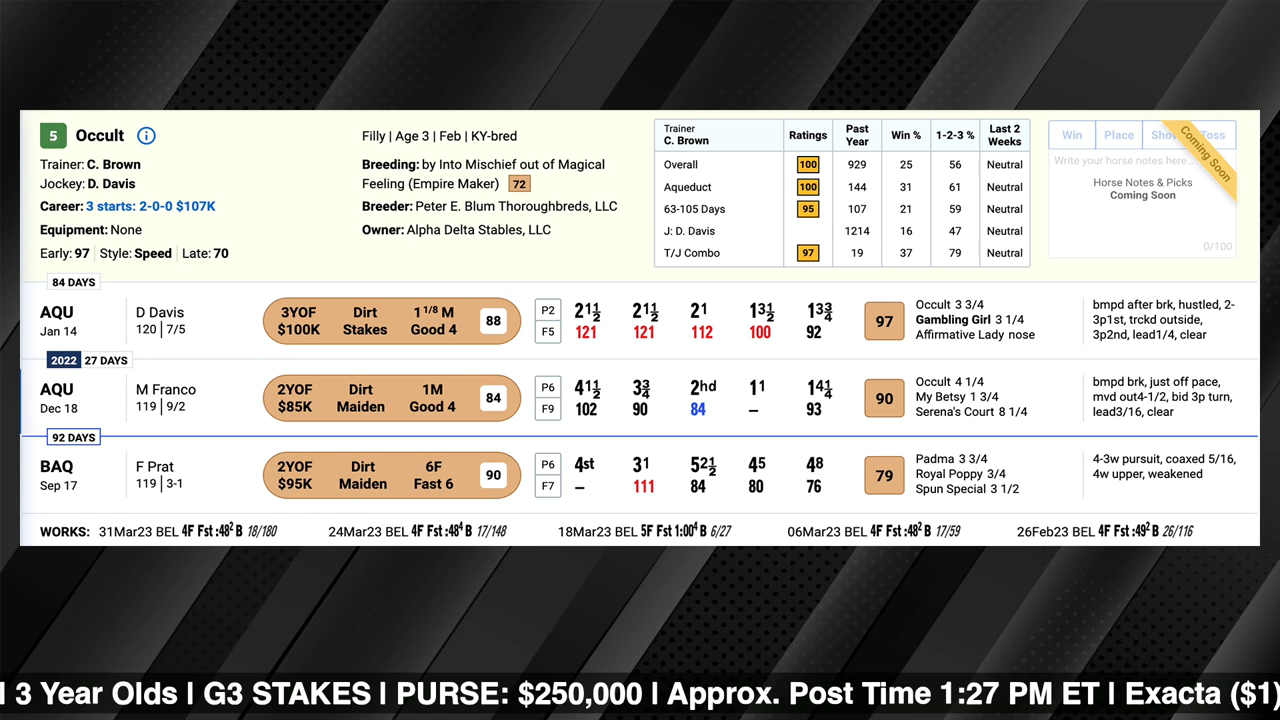 5 Occult i
Trainer: C. Brown
Jockey: D. Davis
Career: 3 starts: 2-0-0 $107K
Equipment: None
Early: 97 | Style: Speed | Late: 70
Filly | Age 3 | Feb | KY-bred
Breeding: by Into Mischief out of Magical
Feeling (Empire Maker) 72
Breeder: Peter E. Blum Thoroughbreds, LLC
Owner: Alpha Delta Stables, LLC
Trainer C. Brown Ratings Past Year Win % 1-2-3 % Last 2 Weeks
Overall 100 929 25 56 Neutral
Aqueduct 100 144 31 61 Neutral
63-105 Days 95 107 21 59 Neutral
J: D. Davis 1214 16 47 Neutral
T/J Combo 97 19 37 79 Neutral
Win Place Sho Toss
Coming Soon
Write your horse notes here...
Horse Notes & Picks
Coming Soon
0/100
84 DAYS
AQU D Davis 3YOF Dirt 1 1/8 M 88 P2 2 1 1/2 2 1 1/2 2 1 1 3 1/2 1 3 3/4 97 Occult 3 3/4 bmpd after brk, hustled, 2-
Jan 14 120 | 7/5 $100K Stakes Good 4 F5 121 121 112 100 92 Gambling Girl 3 1/4 3p1st, trckd outside,
Affirmative Lady nose 3p2nd, lead1/4, clear
2022 27 DAYS
AQU M Franco 2YOF Dirt 1M 84 P6 4 1 1/2 3 3/4 2hd 1 1 1 4 1/4 90 Occult 4 1/4 bmpd brk, just off pace,
Dec 18 119 | 9/2 $85K Maiden Good 4 F9 102 90 84 – 93 My Betsy 1 3/4 mvd out4-1/2, bid 3p turn,
Serena's Court 8 1/4 lead3/16, clear
92 DAYS
BAQ F Prat 2YOF Dirt 6F 90 P6 4st 3 1 5 2 1/2 4 5 4 8 79 Padma 3 3/4 4-3w pursuit, coaxed 5/16,
Sep 17 119 | 3-1 $95K Maiden Fast 6 F7 – 111 84 80 76 Royal Poppy 3/4 4w upper, weakened
Spun Special 3 1/2
WORKS: 31Mar23 BEL 4F Fst :48² B 18/180 24Mar23 BEL 4F Fst :48⁴ B 17/148 18Mar23 BEL 5F Fst 1:00⁴ B 6/27 06Mar23 BEL 4F Fst :48² B 17/59 26Feb23 BEL 4F Fst :49² B 26/116
3 Year Olds | G3 STAKES | PURSE: $250,000 | Approx. Post Time 1:27 PM ET | Exacta ($1)